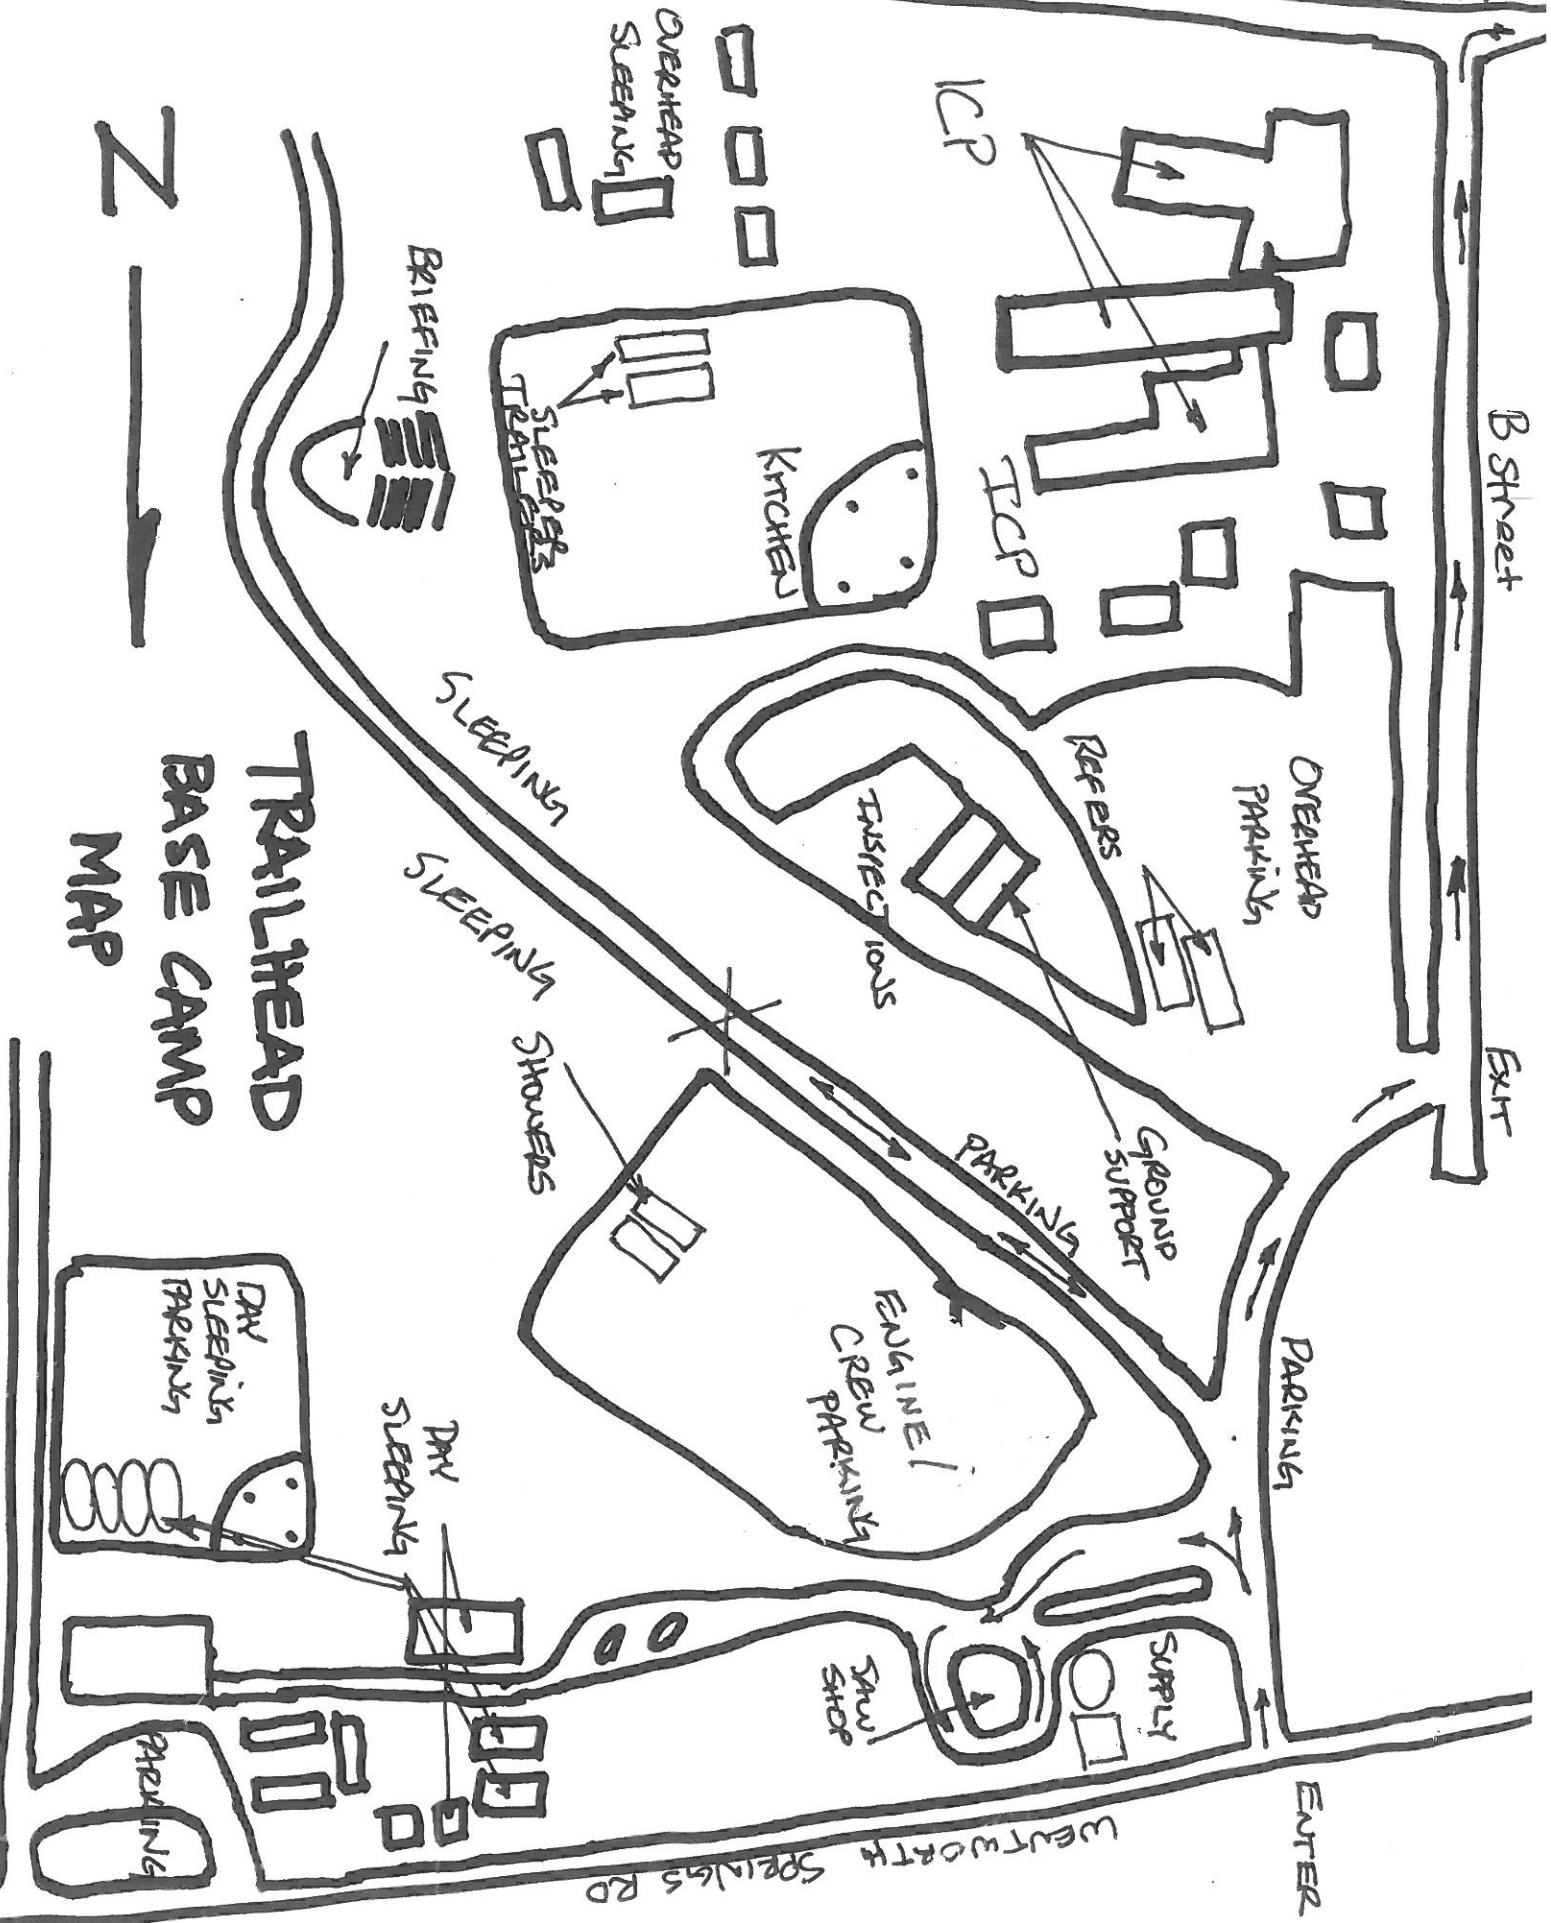 B Street
EXIT
ENTER
ICP
ICP
OVERHEAD
SLEEPING
OVERHEAD
PARKING
REFERS
KITCHEN
SLEEPER
TRAILERS
BRIEFING
INSPECTIONS
GROUND
SUPPORT
PARKING
PARKING
SLEEPING
SLEEPING
SHOWERS
ENGINE/
CREW
PARKING
SUPPLY
SAW
SHOP
WENTWORTH SPRINGS RD
DAY
SLEEPING
DAY
SLEEPING
PARKING
PARKING
TRAILHEAD
BASE CAMP
MAP
N